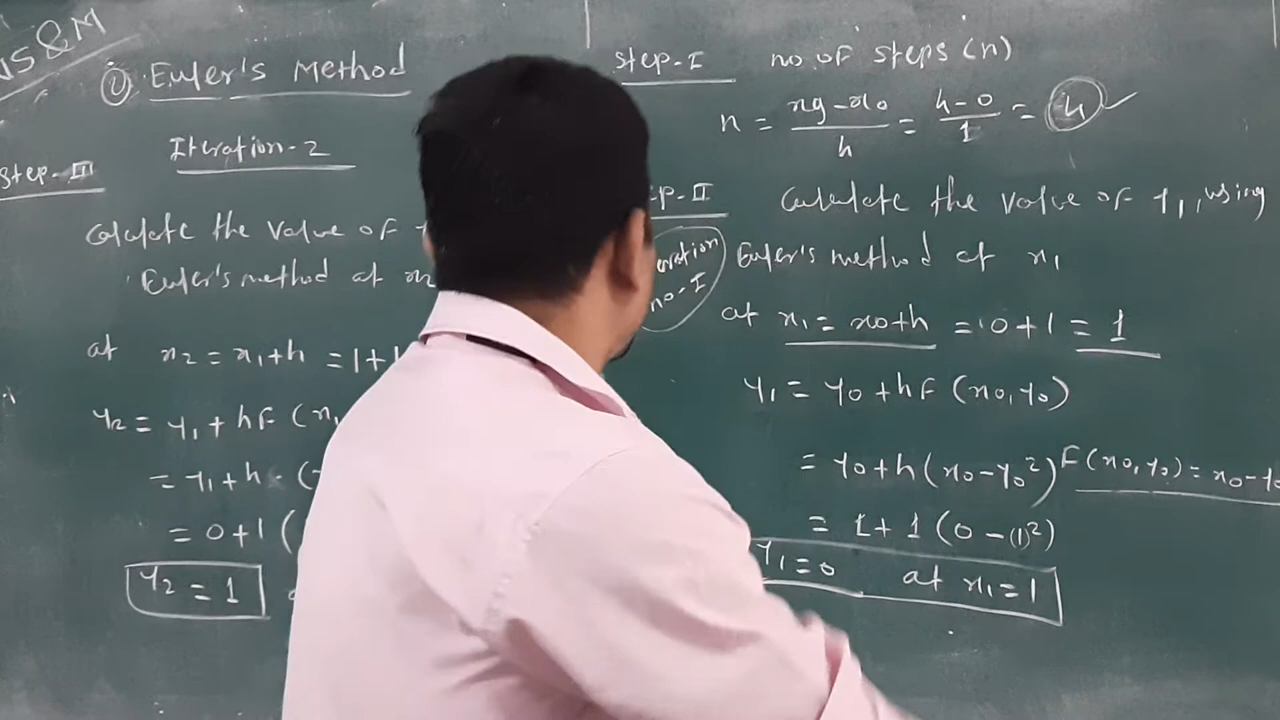 NS&M
① Euler's Method
Iteration-2
Step-III
Calculate the value of
Euler's method at x2
at x2 = x1+h = 1+1
y2 = y1 + hF(x1
= y1 + h · (
= 0+1 (
y2 = 1
Step-I no of steps (n)
n = xg-x0/h = 4-0/1 = 4 ✓
p-II Calculate the value of y1, using
eration no-I
Euler's method at x1
at x1 = x0+h = 0+1 = 1
y1 = y0 + hF (x0, y0)
= y0+h(x0-y0²) F(x0, y0) = x0-y0
= 1 + 1 (0 - (1)²)
y1 = 0 at x1 = 1